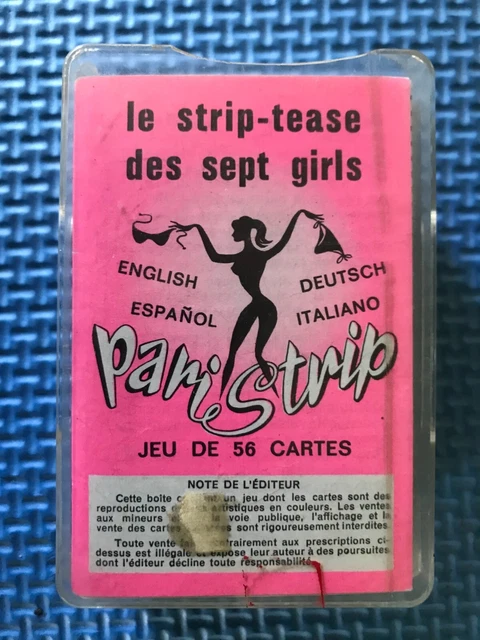 le strip-tease
des sept girls
ENGLISH DEUTSCH
ESPAÑOL ITALIANO
Pari Strip
JEU DE 56 CARTES
NOTE DE L'ÉDITEUR
Cette boîte un jeu dont les cartes sont des
reproductions artistiques en couleurs. Les ventes
aux mineurs voie publique, l'affichage et la
vente des cartes sont rigoureusement interdites.
Toute vente contrairement aux prescriptions ci-
dessus est illégale et expose leur auteur à des poursuites
dont l'éditeur décline toute responsabilité.